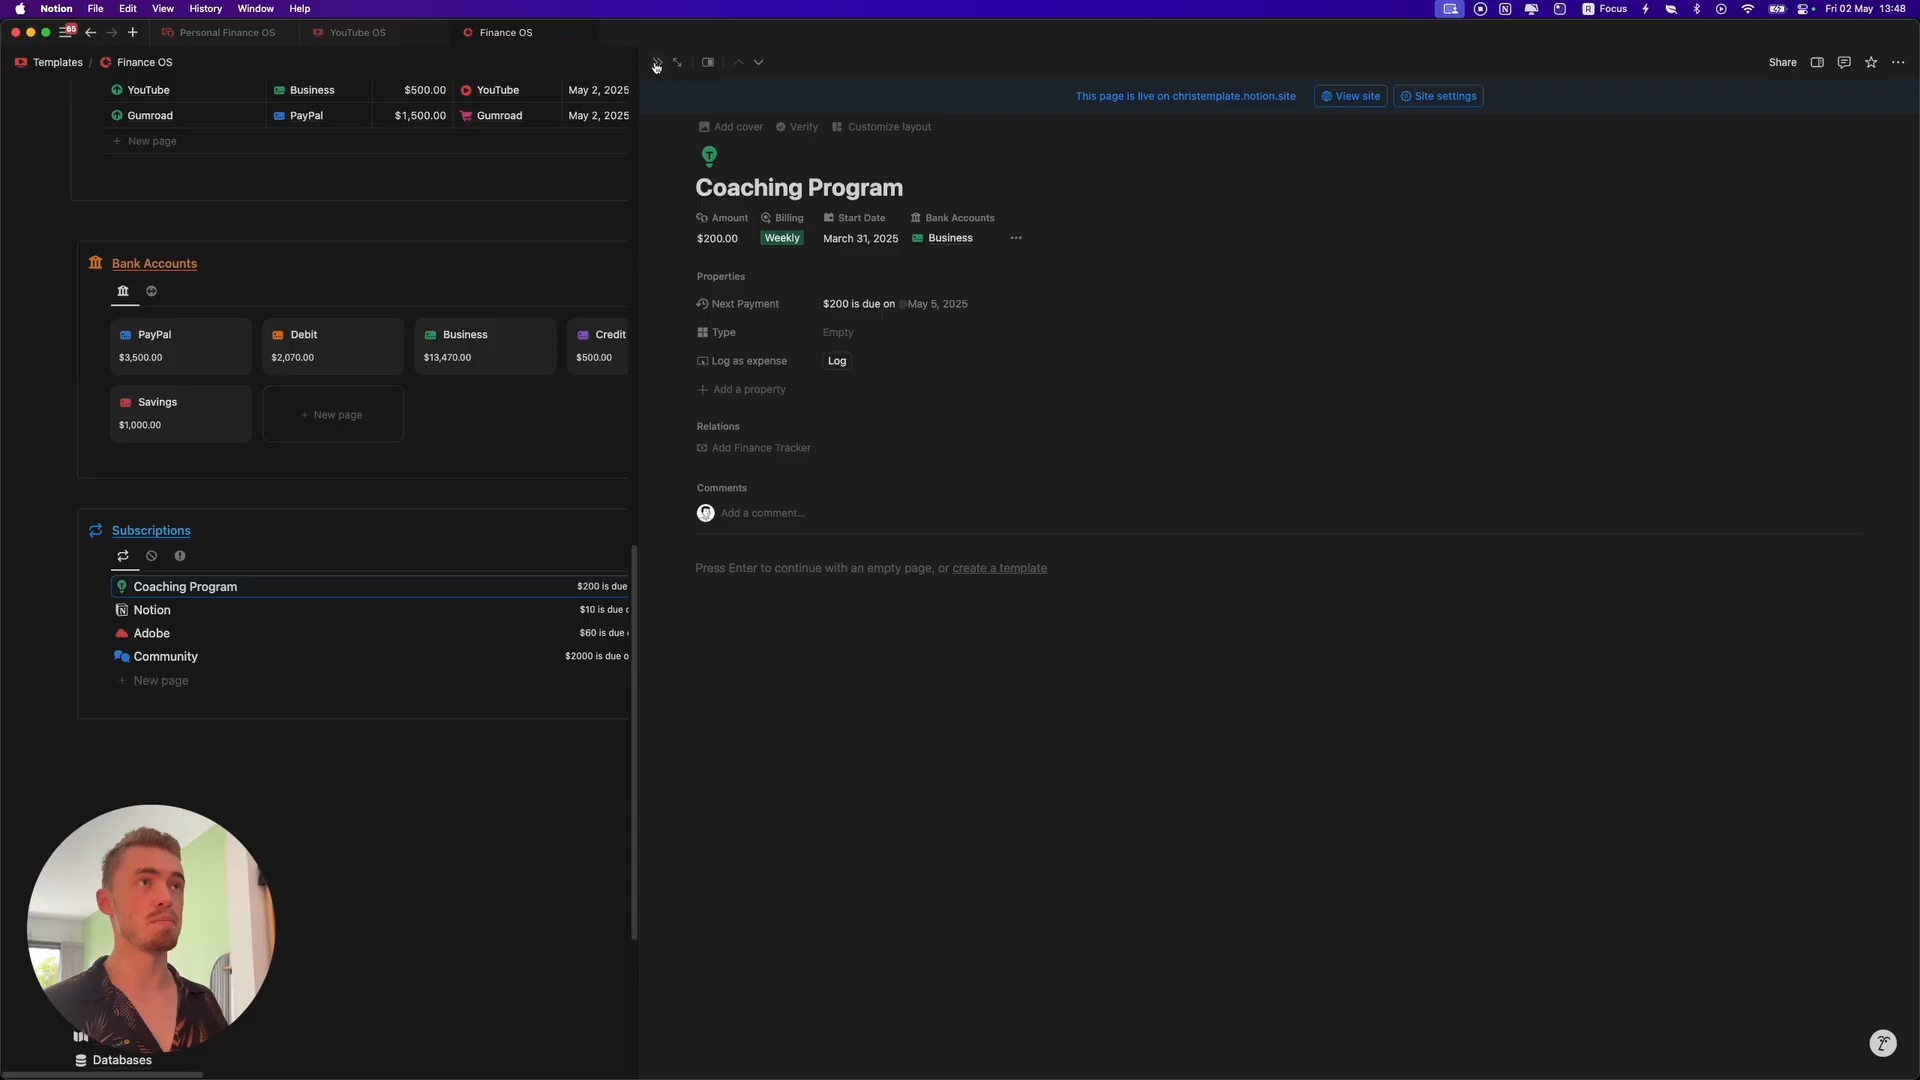 Notion File Edit View History Window Help Focus Fri 02 May 13:48
65 Personal Finance OS YouTube OS Finance OS
Templates / Finance OS Share
YouTube Business $500.00 YouTube May 2, 2025
Gumroad PayPal $1,500.00 Gumroad May 2, 2025
+ New page
Bank Accounts
PayPal
$3,500.00
Debit
$2,070.00
Business
$13,470.00
Credit
$500.00
Savings
$1,000.00
+ New page
Subscriptions
Coaching Program $200 is due
Notion $10 is due
Adobe $60 is due
Community $2000 is due o
+ New page
Databases
This page is live on christemplate.notion.site View site Site settings
Add cover Verify Customize layout
Coaching Program
Amount Billing Start Date Bank Accounts
$200.00 Weekly March 31, 2025 Business
Properties
Next Payment $200 is due on @May 5, 2025
Type Empty
Log as expense Log
+ Add a property
Relations
Add Finance Tracker
Comments
Add a comment...
Press Enter to continue with an empty page, or create a template